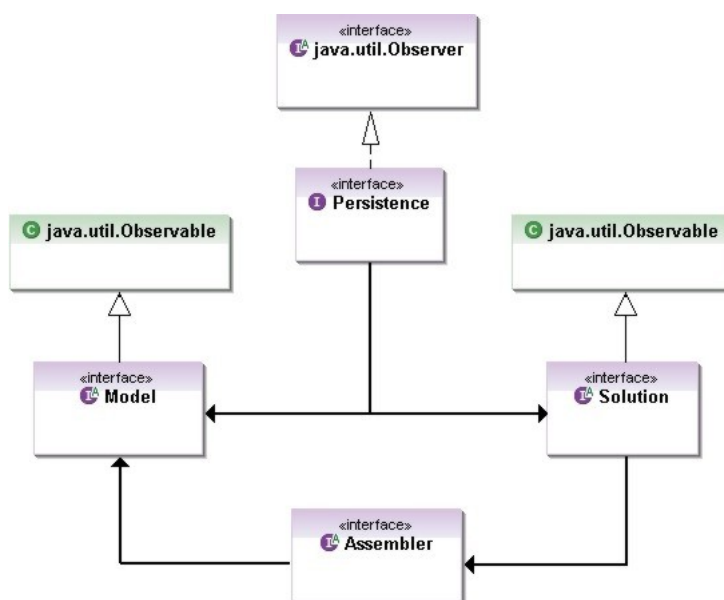 «interface»
java.util.Observer
«interface»
Persistence
java.util.Observable
java.util.Observable
«interface»
Model
«interface»
Solution
«interface»
Assembler